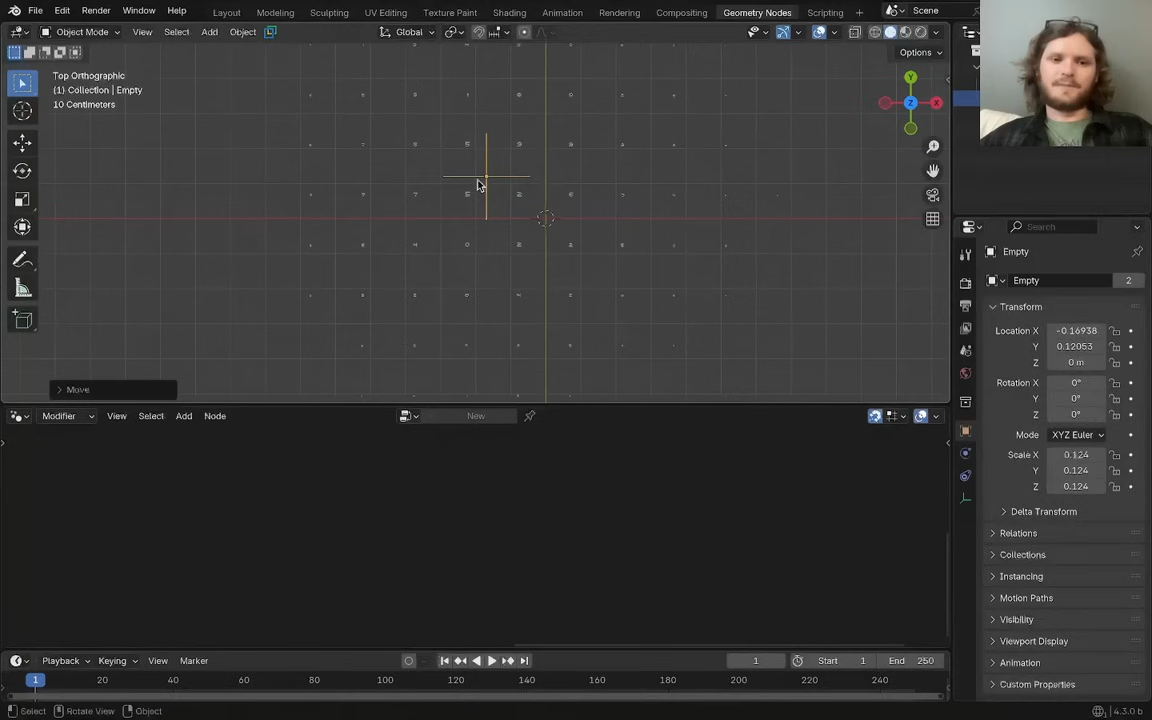 File Edit Render Window Help Layout Modeling Sculpting UV Editing Texture Paint Shading Animation Rendering Compositing Geometry Nodes Scripting + Scene
Object Mode View Select Add Object Global
Options
Top Orthographic
(1) Collection | Empty
10 Centimeters
Y
X
Z
> Move
Modifier View Select Add Node New
Search
Empty
Empty 2
Transform
Location X -0.16938
Y 0.12053
Z 0 m
Rotation X 0°
Y 0°
Z 0°
Mode XYZ Euler
Scale X 0.124
Y 0.124
Z 0.124
Delta Transform
Relations
Collections
Instancing
Motion Paths
Visibility
Viewport Display
Animation
Custom Properties
Playback Keying View Marker 1 Start 1 End 250
1 20 40 60 80 100 120 140 160 180 200 220 240
Select Rotate View Object 4.3.0 b